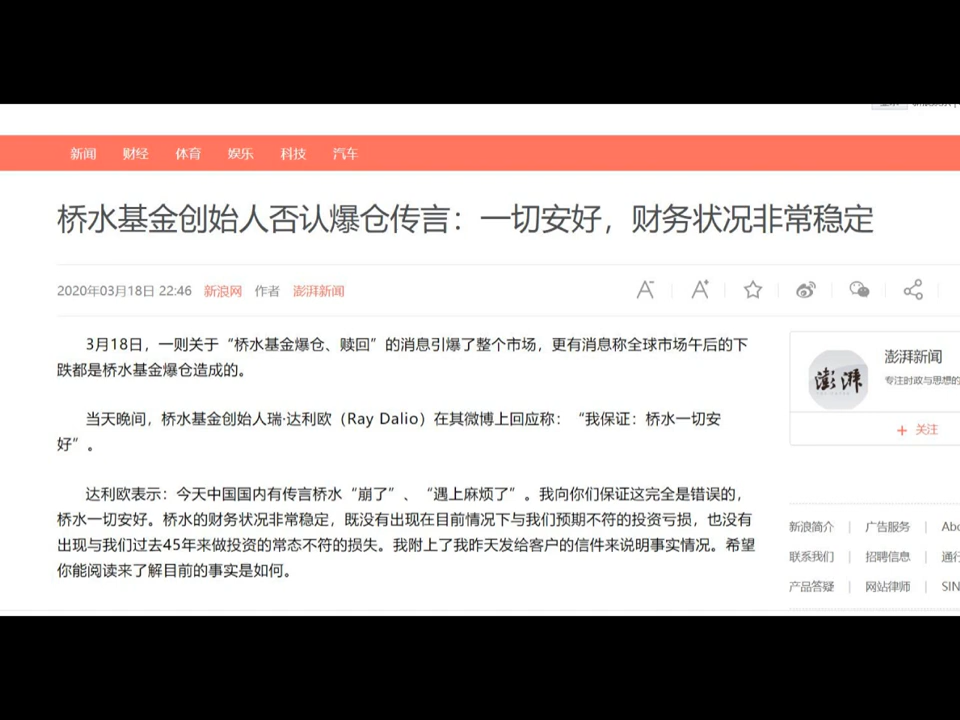 新闻 财经 体育 娱乐 科技 汽车
桥水基金创始人否认爆仓传言：一切安好，财务状况非常稳定
2020年03月18日 22:46 新浪网 作者 澎湃新闻
A- A+
3月18日，一则关于“桥水基金爆仓、赎回”的消息引爆了整个市场，更有消息称全球市场午后的下
跌都是桥水基金爆仓造成的。
当天晚间，桥水基金创始人瑞·达利欧（Ray Dalio）在其微博上回应称：“我保证：桥水一切安
好”。
达利欧表示：今天中国国内有传言桥水“崩了”、“遇上麻烦了”。我向你们保证这完全是错误的，
桥水一切安好。桥水的财务状况非常稳定，既没有出现在目前情况下与我们预期不符的投资亏损，也没有
出现与我们过去45年来做投资的常态不符的损失。我附上了我昨天发给客户的信件来说明事实情况。希望
你能阅读来了解目前的事实是如何。
澎湃
澎湃新闻
专注时政与思想的
+ 关注
新浪简介 | 广告服务 | Abo
联系我们 | 招聘信息 | 通行
产品答疑 | 网站律师 | SIN